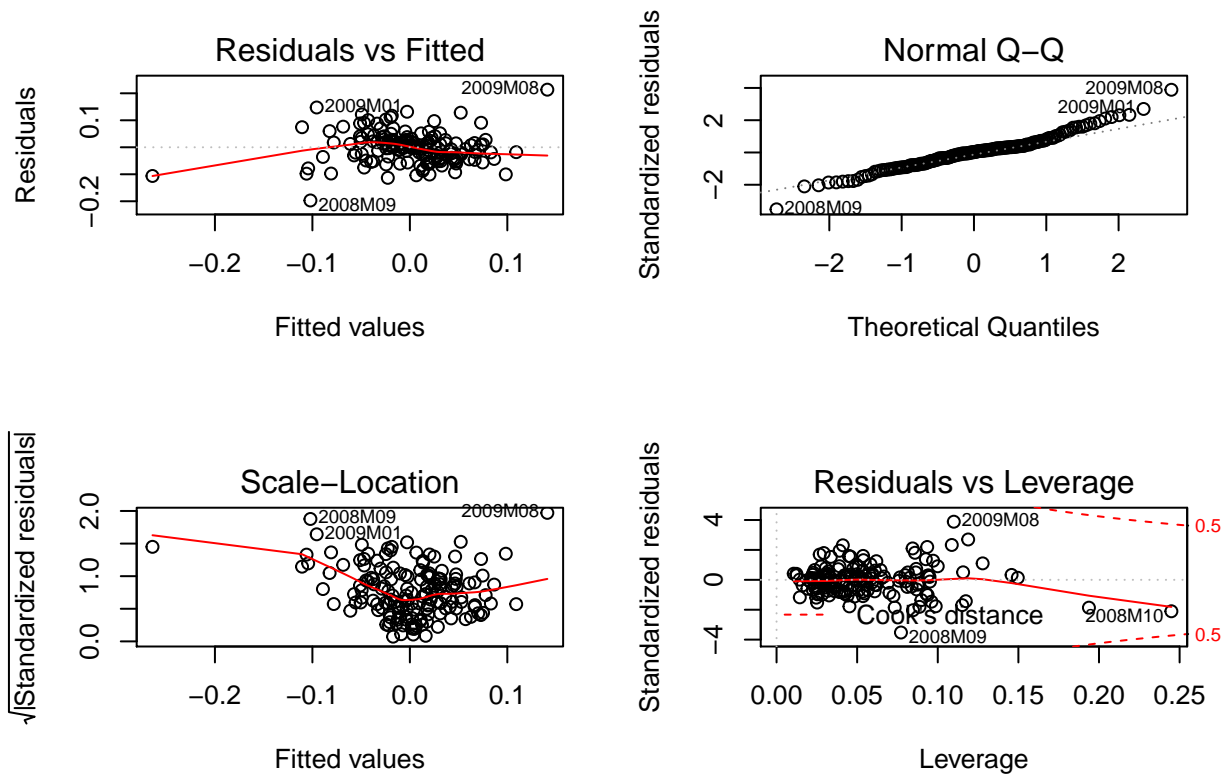 Residuals vs Fitted
Residuals
−0.2
0.1
2009M01
2009M08
2008M09
−0.2
−0.1
0.0
0.1
Fitted values
Normal Q−Q
Standardized residuals
−2
2
2009M08
2009M01
2008M09
−2
−1
0
1
2
Theoretical Quantiles
Scale−Location
√|Standardized residuals|
0.0
1.0
2.0
2008M09
2009M01
2009M08
−0.2
−0.1
0.0
0.1
Fitted values
Residuals vs Leverage
Standardized residuals
−4
0
4
2009M08
0.5
Cook's distance
2008M10
2008M09
0.5
0.00
0.05
0.10
0.15
0.20
0.25
Leverage